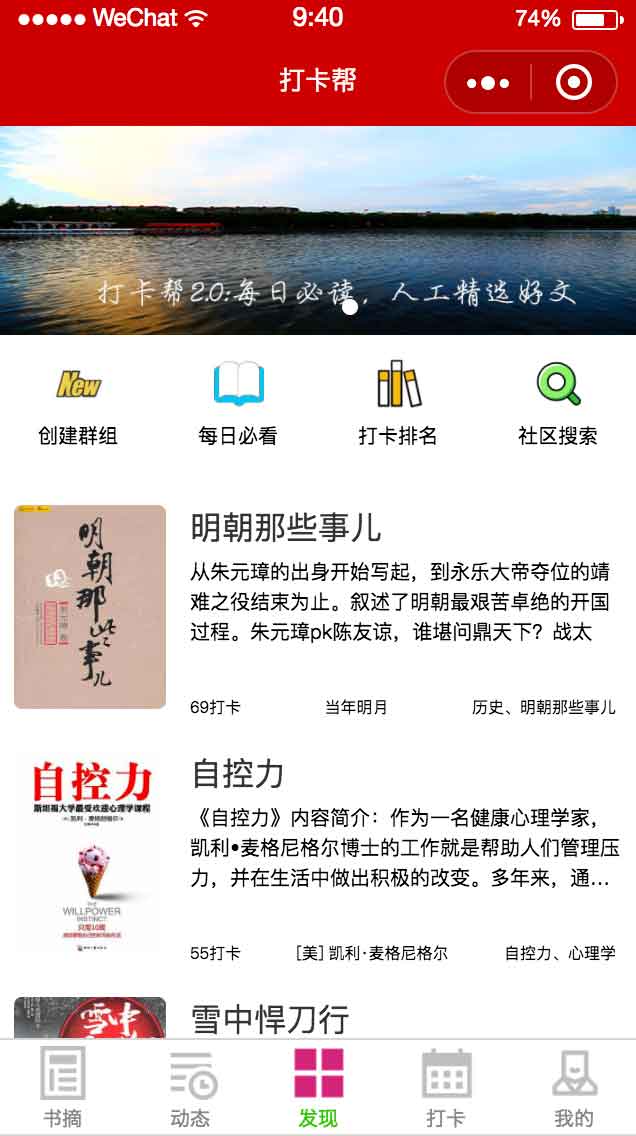 WeChat 9:40 74%
打卡帮
打卡帮2.0:每日必读，人工精选好文
New
创建群组 每日必看 打卡排名 社区搜索
明朝那些事儿
明朝那些事儿
从朱元璋的出身开始写起，到永乐大帝夺位的靖
难之役结束为止。叙述了明朝最艰苦卓绝的开国
过程。朱元璋pk陈友谅，谁堪问鼎天下？战太
69打卡 当年明月 历史、明朝那些事儿
自控力
斯坦福大学最受欢迎心理学课程
THE
WILLPOWER
INSTINCT
只需10周
自控力
《自控力》内容简介：作为一名健康心理学家，
凯利•麦格尼格尔博士的工作就是帮助人们管理压
力，并在生活中做出积极的改变。多年来，通...
55打卡 [美] 凯利·麦格尼格尔 自控力、心理学
雪中
雪中悍刀行
书摘 动态 发现 打卡 我的